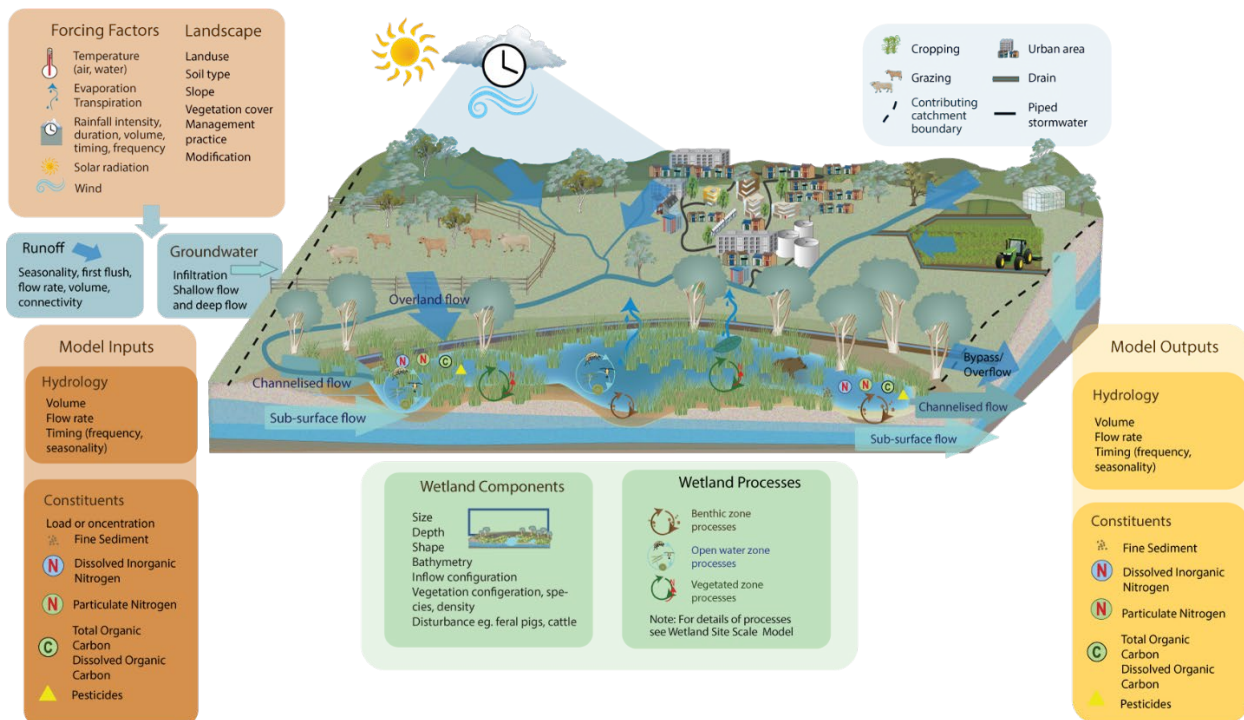 Forcing Factors
Temperature
(air, water)
Evaporation
Transpiration
Rainfall intensity,
duration, volume,
timing, frequency
Solar radiation
Wind
Landscape
Landuse
Soil type
Slope
Vegetation cover
Management
practice
Modification
Cropping
Grazing
Contributing
catchment
boundary
Urban area
Drain
Piped
stormwater
Runoff
Seasonality, first flush,
flow rate, volume,
connectivity
Groundwater
Infiltration
Shallow flow
and deep flow
Overland flow
Channelised flow
Sub-surface flow
N
N
C
N
N
C
Bypass/
Overflow
Channelised flow
Sub-surface flow
Model Inputs
Hydrology
Volume
Flow rate
Timing (frequency,
seasonality)
Constituents
Load or oncentration
Fine Sediment
N
Dissolved Inorganic
Nitrogen
N
Particulate Nitrogen
C
Total Organic
Carbon
Dissolved Organic
Carbon
Pesticides
Wetland Components
Size
Depth
Shape
Bathymetry
Inflow configuration
Vegetation configeration, spe-
cies, density
Disturbance eg. feral pigs, cattle
Wetland Processes
Benthic zone
processes
Open water zone
processes
Vegetated zone
processes
Note: For details of processes
see Wetland Site Scale Model
Model Outputs
Hydrology
Volume
Flow rate
Timing (frequency,
seasonality)
Constituents
Fine Sediment
N
Dissolved Inorganic
Nitrogen
N
Particulate Nitrogen
C
Total Organic
Carbon
Dissolved Organic
Carbon
Pesticides